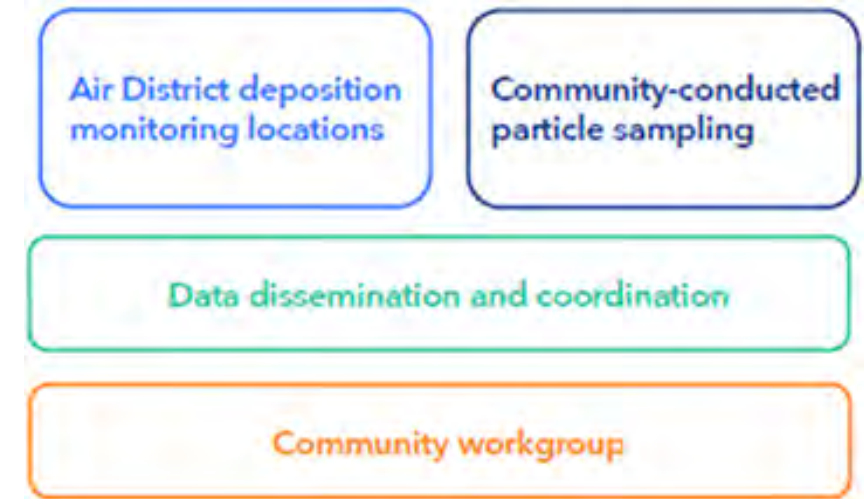 Air District deposition
monitoring locations
Community-conducted
particle sampling
Data dissemination and coordination
Community workgroup